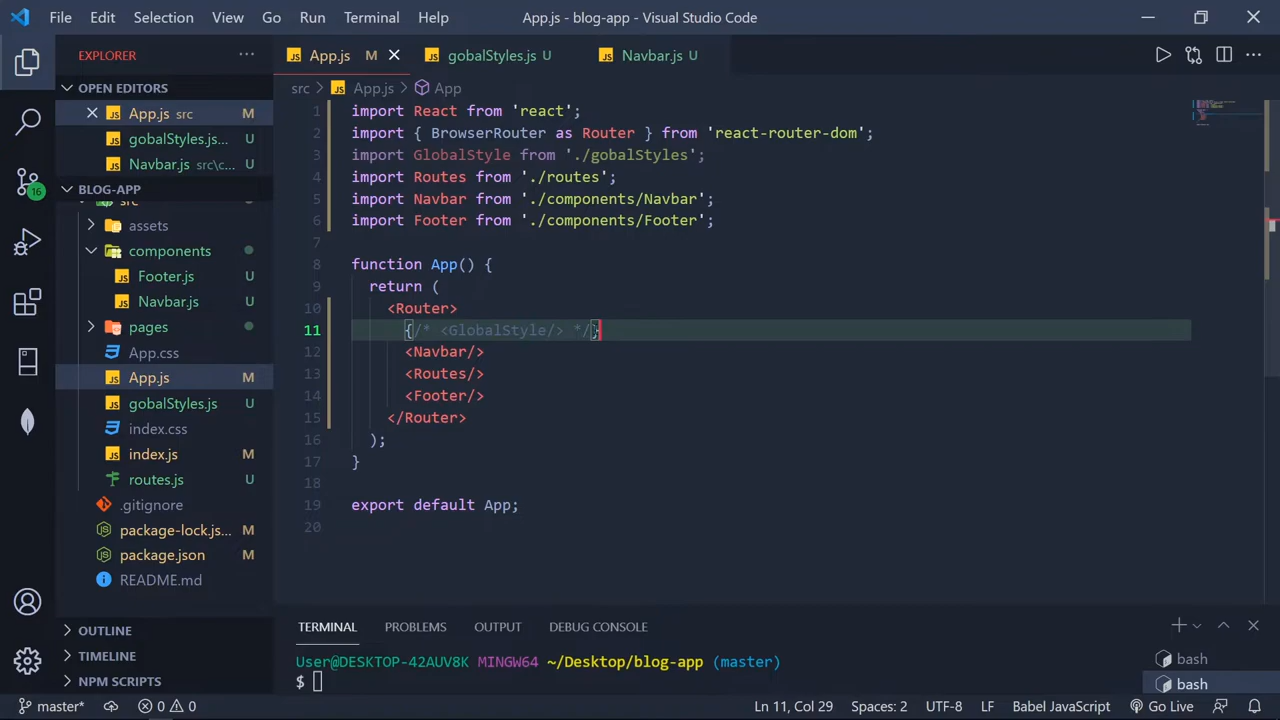 File Edit Selection View Go Run Terminal Help App.js - blog-app - Visual Studio Code
EXPLORER
OPEN EDITORS
App.js src M
gobalStyles.js... U
Navbar.js src\c... U
BLOG-APP
src
assets
components
Footer.js U
Navbar.js U
pages
App.css
App.js M
gobalStyles.js U
index.css
index.js M
routes.js U
.gitignore
package-lock.js... M
package.json M
README.md
OUTLINE
TIMELINE
NPM SCRIPTS
16
App.js M gobalStyles.js U Navbar.js U
src > App.js > App
1 import React from 'react';
2 import { BrowserRouter as Router } from 'react-router-dom';
3 import GlobalStyle from './gobalStyles';
4 import Routes from './routes';
5 import Navbar from './components/Navbar';
6 import Footer from './components/Footer';
7
8 function App() {
9 return (
10 <Router>
11 {/* <GlobalStyle/> */}
12 <Navbar/>
13 <Routes/>
14 <Footer/>
15 </Router>
16 );
17 }
18
19 export default App;
20
TERMINAL PROBLEMS OUTPUT DEBUG CONSOLE
User@DESKTOP-42AUV8K MINGW64 ~/Desktop/blog-app (master)
$
bash
bash
master* 0 0 Ln 11, Col 29 Spaces: 2 UTF-8 LF Babel JavaScript Go Live